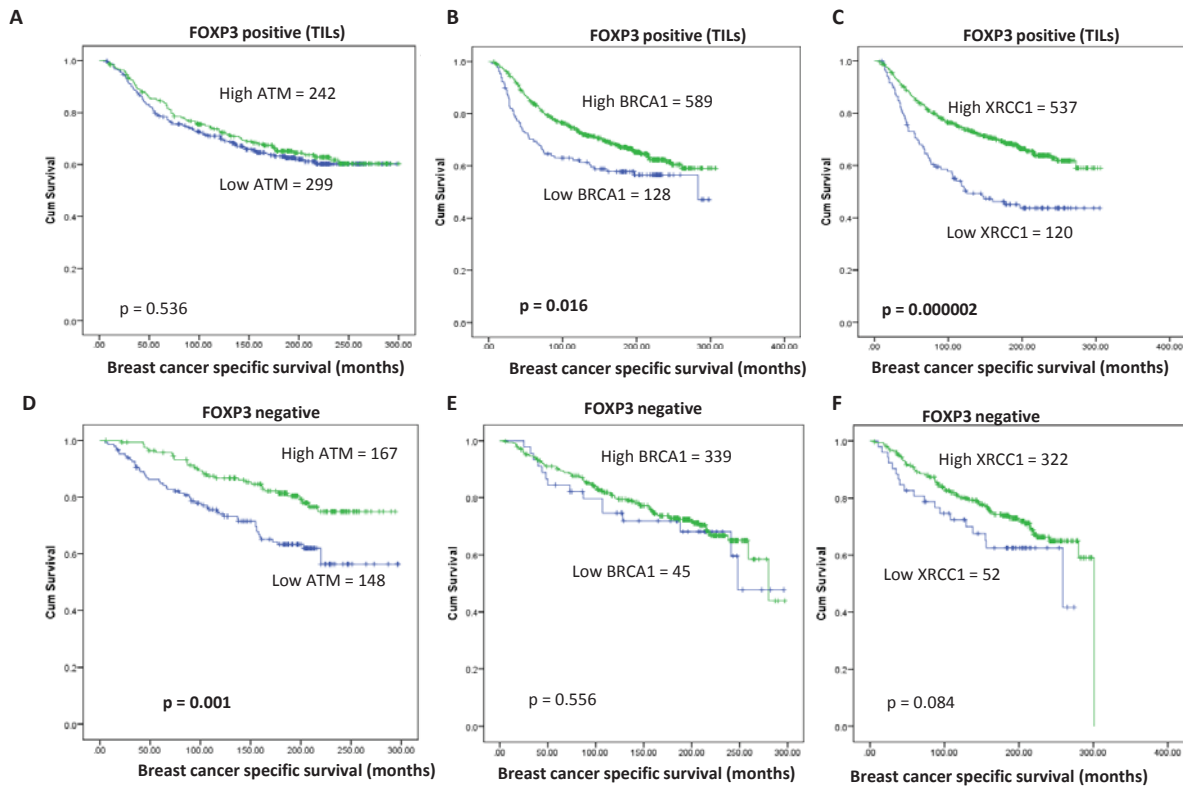 A
FOXP3 positive (TILs)
Cum Survival
1.0
0.8
0.6
0.4
0.2
0.0
High ATM = 242
Low ATM = 299
p = 0.536
.00 50.00 100.00 150.00 200.00 250.00 300.00
Breast cancer specific survival (months)
B
FOXP3 positive (TILs)
Cum Survival
1.0
0.8
0.6
0.4
0.2
0.0
High BRCA1 = 589
Low BRCA1 = 128
p = 0.016
.00 100.00 200.00 300.00 400.00
Breast cancer specific survival (months)
C
FOXP3 positive (TILs)
Cum Survival
1.0
0.8
0.6
0.4
0.2
0.0
High XRCC1 = 537
Low XRCC1 = 120
p = 0.000002
.00 100.00 200.00 300.00 400.00
Breast cancer specific survival (months)
D
FOXP3 negative
Cum Survival
1.0
0.8
0.6
0.4
0.2
0.0
High ATM = 167
Low ATM = 148
p = 0.001
.00 50.00 100.00 150.00 200.00 250.00 300.00
Breast cancer specific survival (months)
E
FOXP3 negative
Cum Survival
1.0
0.8
0.6
0.4
0.2
0.0
High BRCA1 = 339
Low BRCA1 = 45
p = 0.556
.00 50.00 100.00 150.00 200.00 250.00 300.00
Breast cancer specific survival (months)
F
FOXP3 negative
Cum Survival
1.0
0.8
0.6
0.4
0.2
0.0
High XRCC1 = 322
Low XRCC1 = 52
p = 0.084
.00 100.00 200.00 300.00 400.00
Breast cancer specific survival (months)